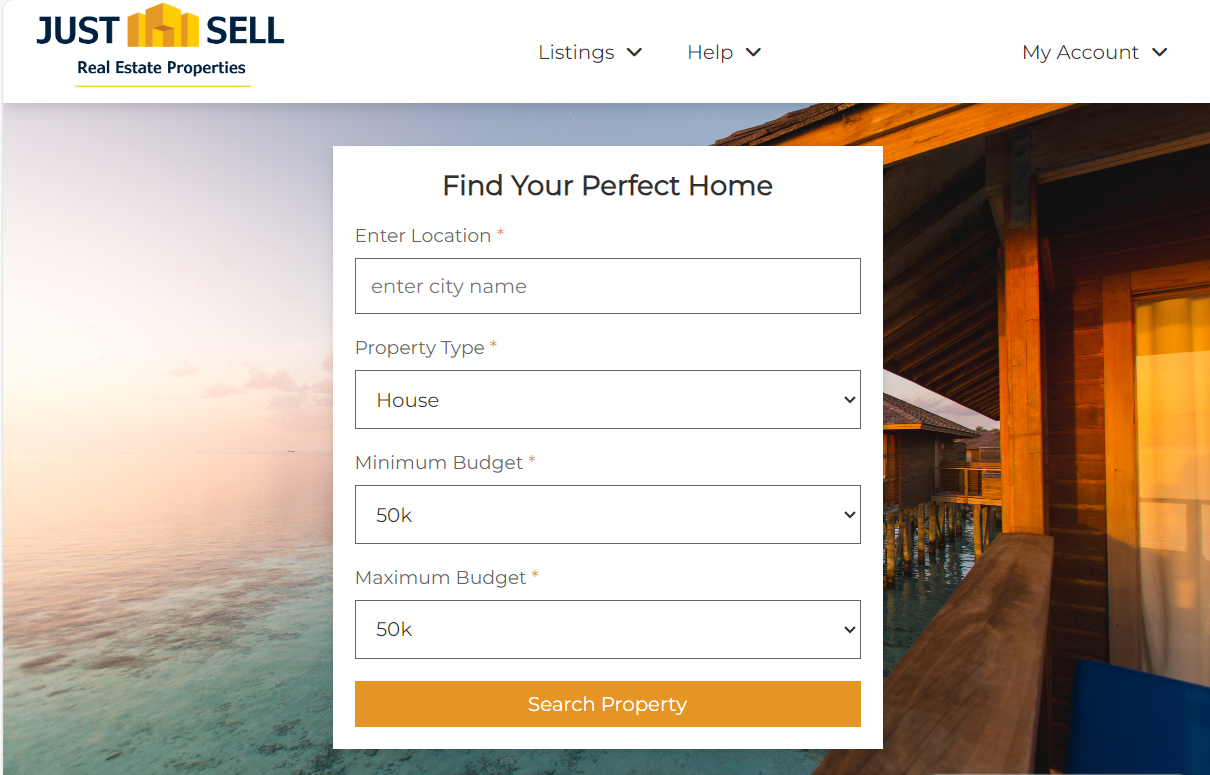 JUST SELL
Real Estate Properties
Listings
Help
My Account
Find Your Perfect Home
Enter Location *
enter city name
Property Type *
House
Minimum Budget *
50k
Maximum Budget *
50k
Search Property